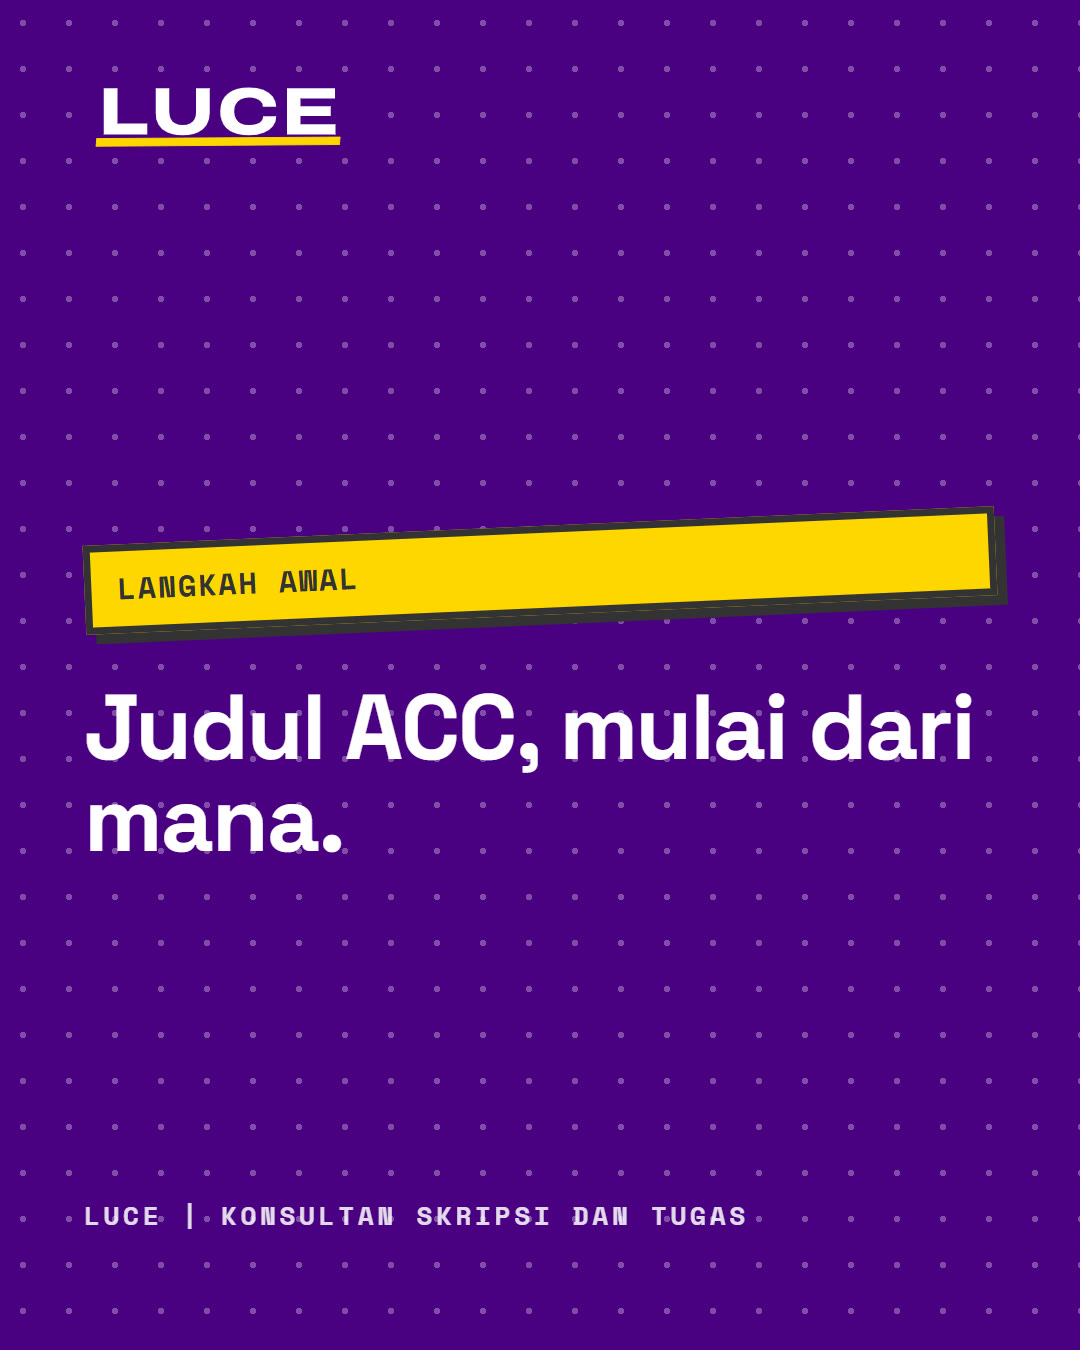 LUCE
LANGKAH AWAL
Judul ACC, mulai dari
mana.
LUCE | KONSULTAN SKRIPSI DAN TUGAS